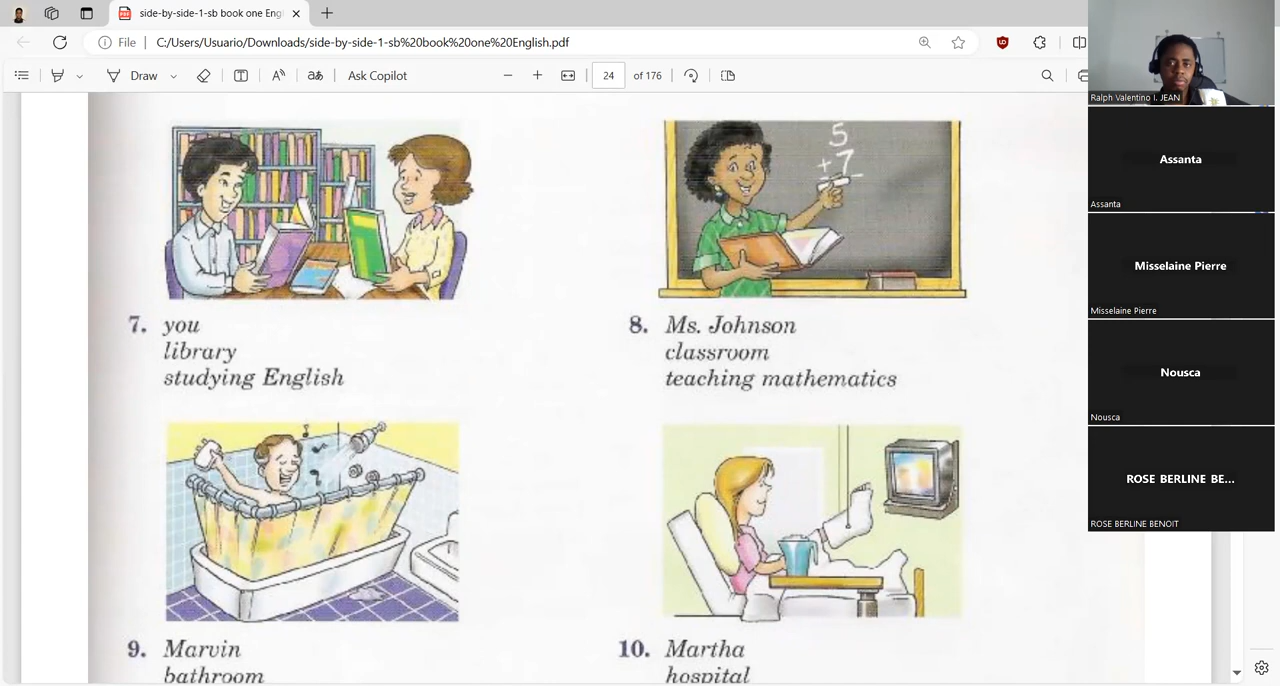 side-by-side-1-sb book one Eng
File
C:/Users/Usuario/Downloads/side-by-side-1-sb%20book%20one%20English.pdf
Draw
Ask Copilot
24
of 176
5
+7
7. you
library
studying English
8. Ms. Johnson
classroom
teaching mathematics
9. Marvin
bathroom
10. Martha
hospital
Ralph Valentino I. JEAN
Assanta
Assanta
Misselaine Pierre
Misselaine Pierre
Nousca
Nousca
ROSE BERLINE BE...
ROSE BERLINE BENOIT